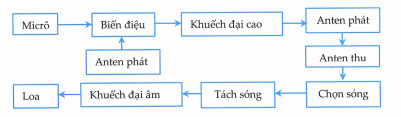 Micrô
Biến điệu
Khuếch đại cao
Anten phát
Anten phát
Anten thu
Loa
Khuếch đại âm
Tách sóng
Chọn sóng